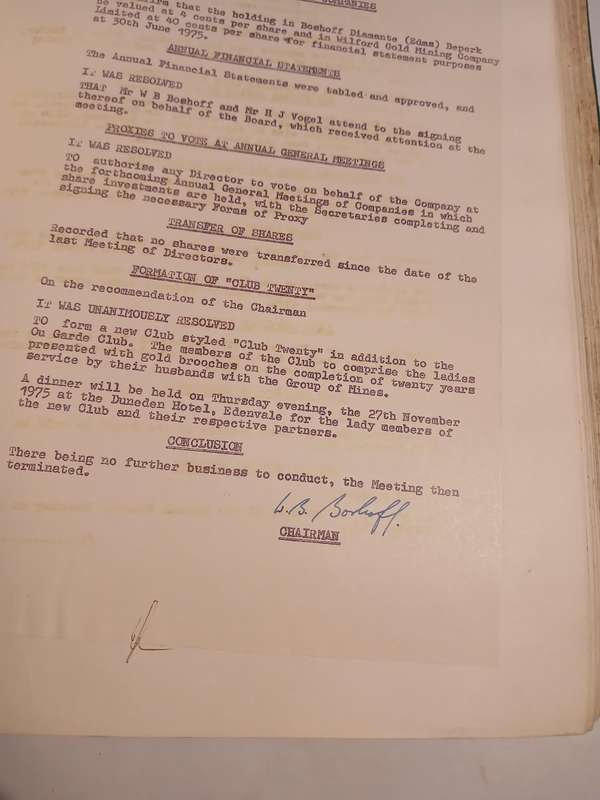 COMPANIES
that the holding in Boshoff Diamante (Edms) Beperk
be valued at 4 cents per share and in Wilford Gold Mining Company
Limited at 40 cents per share for financial statement purposes
at 30th June 1975.
ANNUAL FINANCIAL STATEMENTS
The Annual Financial Statements were tabled and approved, and
IT WAS RESOLVED
THAT Mr W B Boshoff and Mr H J Vogel attend to the signing
thereof on behalf of the Board, which received attention at the
meeting.
PROXIES TO VOTE AT ANNUAL GENERAL MEETINGS
IT WAS RESOLVED
TO authorise any Director to vote on behalf of the Company at
the forthcoming Annual General Meetings of Companies in which
share investments are held, with the Secretaries completing and
signing the necessary Forms of Proxy
TRANSFER OF SHARES
Recorded that no shares were transferred since the date of the
last Meeting of Directors.
FORMATION OF "CLUB TWENTY"
On the recommendation of the Chairman
IT WAS UNANIMOUSLY RESOLVED
TO form a new Club styled "Club Twenty" in addition to the
On Garde Club. The members of the Club to comprise the ladies
presented with gold brooches on the completion of twenty years
service by their husbands with the Group of Mines.
A dinner will be held on Thursday evening, the 27th November
1975 at the Duneden Hotel, Edenvale for the lady members of
the new Club and their respective partners.
CONCLUSION
There being no further business to conduct, the Meeting then
terminated.
W.B. Boshoff.
CHAIRMAN